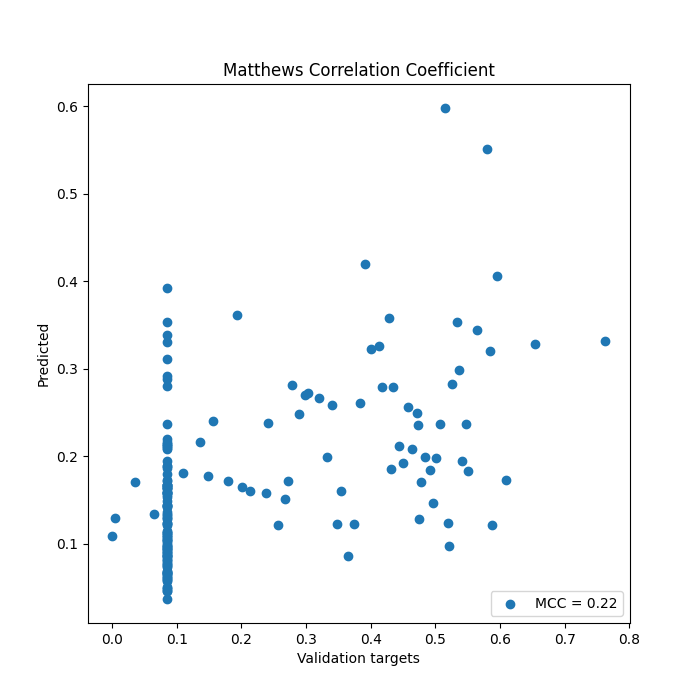 Matthews Correlation Coefficient
0.6
0.5
0.4
0.3
0.2
0.1
Predicted
MCC = 0.22
0.0 0.1 0.2 0.3 0.4 0.5 0.6 0.7 0.8
Validation targets